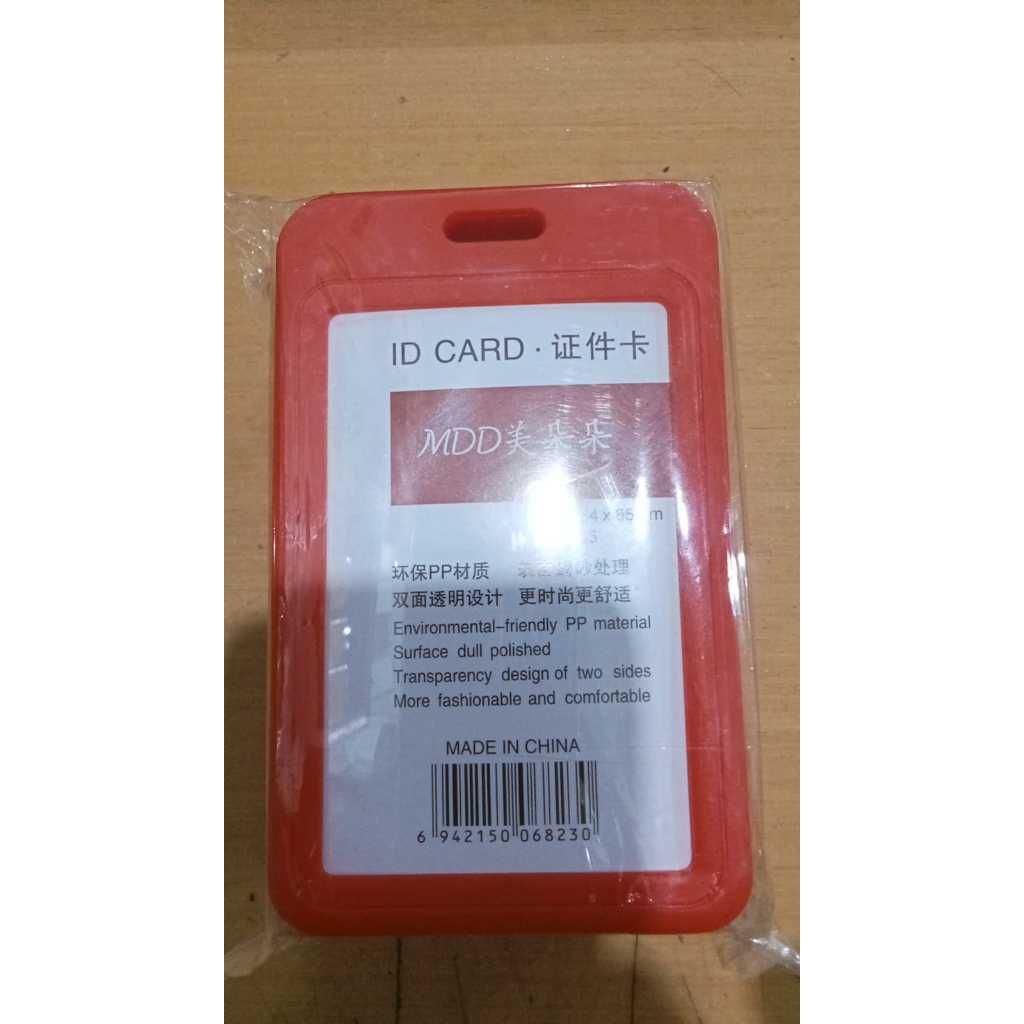 ID CARD · 证件卡
MDD美朵朵
环保PP材质 处理
双面透明设计 更时尚更舒适
Environmental-friendly PP material
Surface dull polished
Transparency design of two sides
More fashionable and comfortable
MADE IN CHINA
6 942150 068230